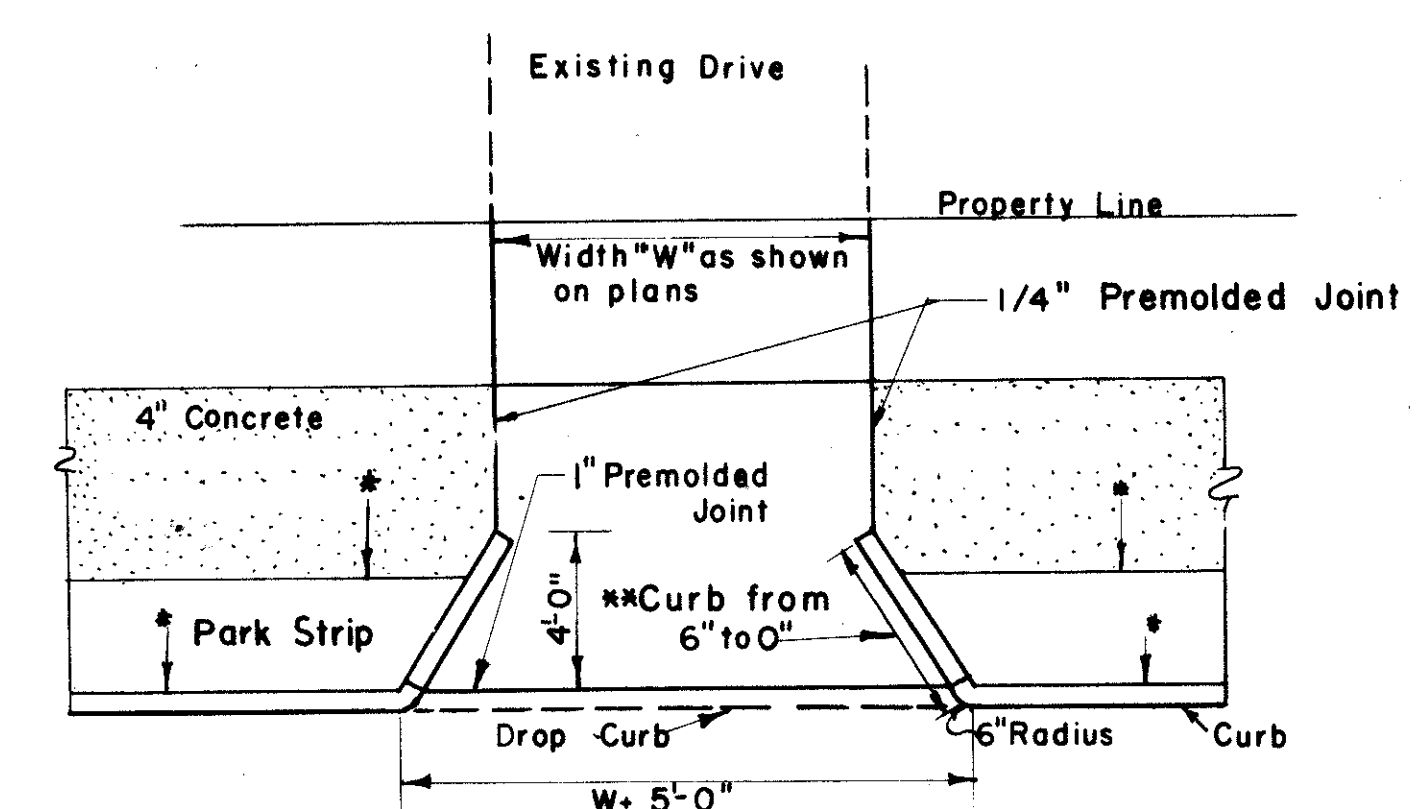 Existing Drive
Property Line
Width "W" as shown
on plans
1/4" Premolded Joint
4" Concrete
*
1" Premolded
Joint
*
4'-0"
**Curb from
6" to 0"
*
Park Strip
*
Drop Curb
6" Radius
Curb
W+ 5'-0"